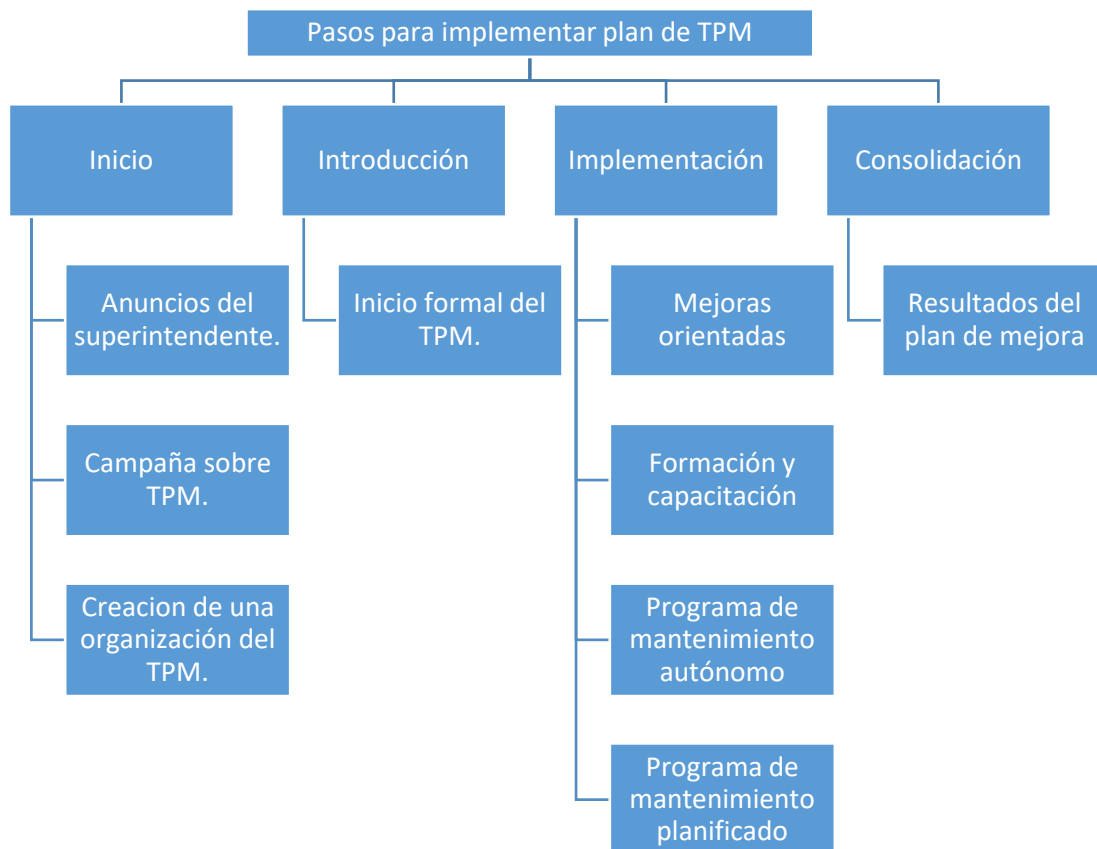 Pasos para implementar plan de TPM
Inicio
Anuncios del
superintendente.
Campaña sobre
TPM.
Creacion de una
organización del
TPM.
Introducción
Inicio formal del
TPM.
Implementación
Mejoras
orientadas
Formación y
capacitación
Programa de
mantenimiento
autónomo
Programa de
mantenimiento
planificado
Consolidación
Resultados del
plan de mejora